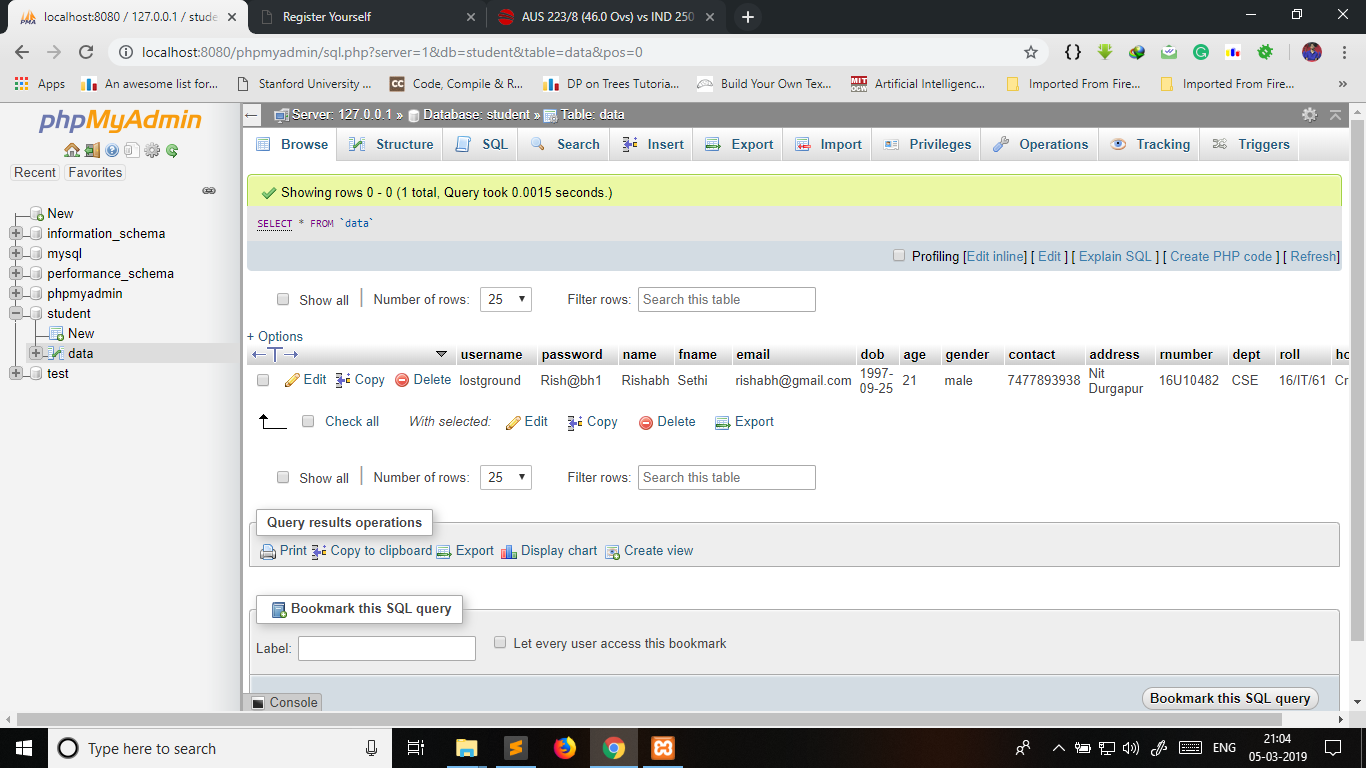 localhost:8080 / 127.0.0.1 / stude
Register Yourself
AUS 223/8 (46.0 Ovs) vs IND 250
localhost:8080/phpmyadmin/sql.php?server=1&db=student&table=data&pos=0
Apps An awesome list for... Stanford University ... Code, Compile & R... DP on Trees Tutoria... Build Your Own Tex... Artificial Intelligenc... Imported From Fire... Imported From Fire... »
phpMyAdmin
Recent Favorites
New
information_schema
mysql
performance_schema
phpmyadmin
student
New
data
test
Server: 127.0.0.1 » Database: student » Table: data
Browse Structure SQL Search Insert Export Import Privileges Operations Tracking Triggers
Showing rows 0 - 0 (1 total, Query took 0.0015 seconds.)
SELECT * FROM `data`
Profiling [Edit inline] [ Edit ] [ Explain SQL ] [ Create PHP code ] [ Refresh]
Show all | Number of rows: 25 Filter rows: Search this table
+ Options
username password name fname email dob age gender contact address rnumber dept roll ho
Edit Copy Delete lostground Rish@bh1 Rishabh Sethi rishabh@gmail.com 1997-09-25 21 male 7477893938 Nit Durgapur 16U10482 CSE 16/IT/61 Cr
Check all With selected: Edit Copy Delete Export
Show all | Number of rows: 25 Filter rows: Search this table
Query results operations
Print Copy to clipboard Export Display chart Create view
Bookmark this SQL query
Label: Let every user access this bookmark
Console
Bookmark this SQL query
Type here to search
ENG
21:04
05-03-2019